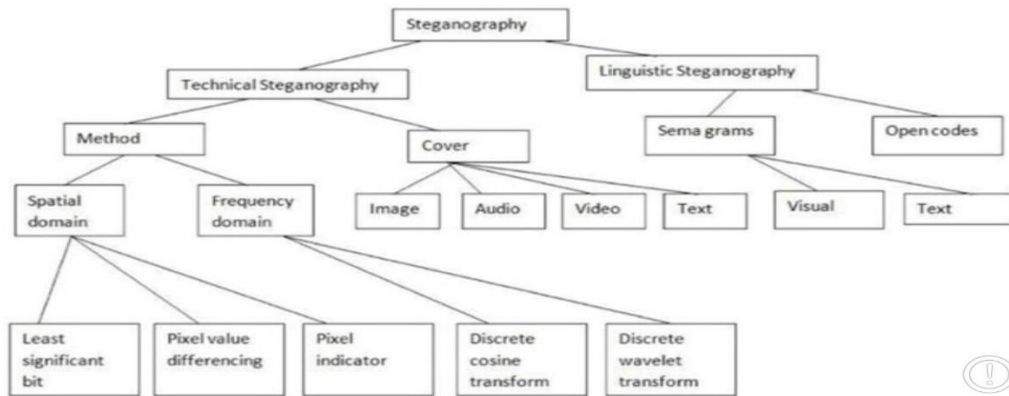 Steganography
Technical Steganography
Linguistic Steganography
Method
Cover
Sema grams
Open codes
Spatial
domain
Frequency
domain
Image
Audio
Video
Text
Visual
Text
Least
significant
bit
Pixel value
differencing
Pixel
indicator
Discrete
cosine
transform
Discrete
wavelet
transform